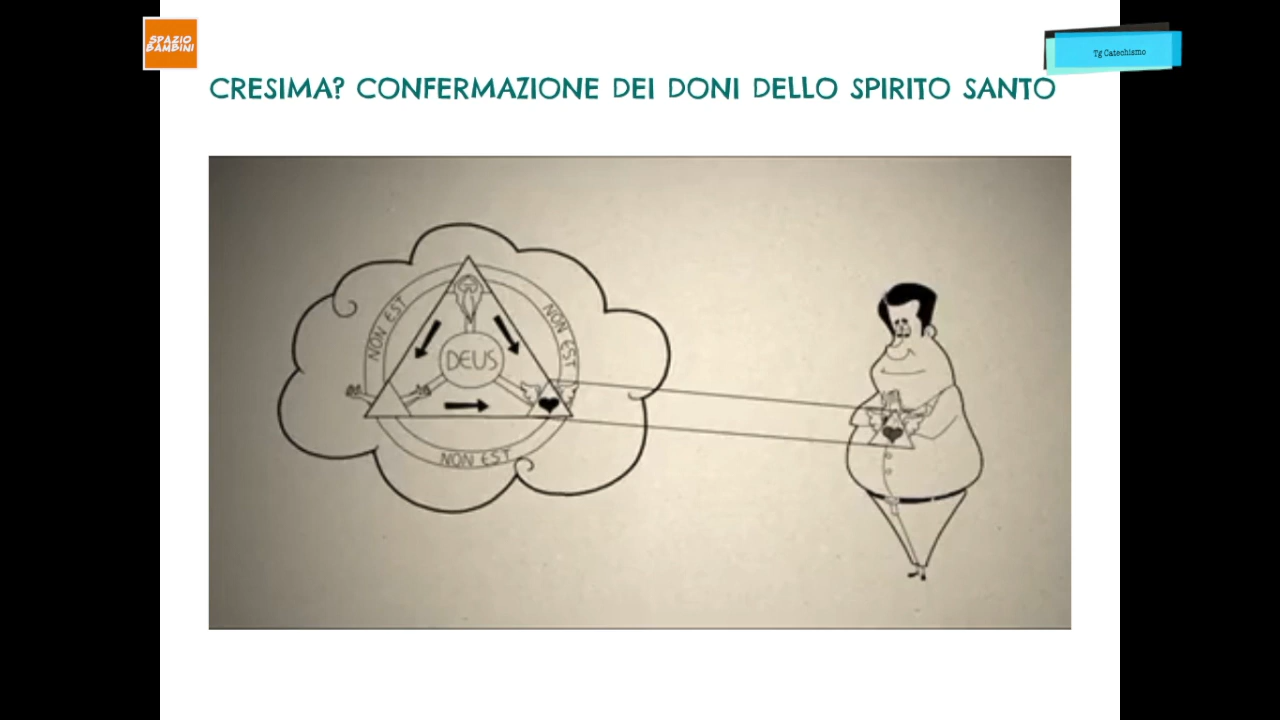 SPAZIO
BAMBINI
Tg Catechismo
CRESIMA? CONFERMAZIONE DEI DONI DELLO SPIRITO SANTO
NON EST
NON EST
DEUS
NON EST